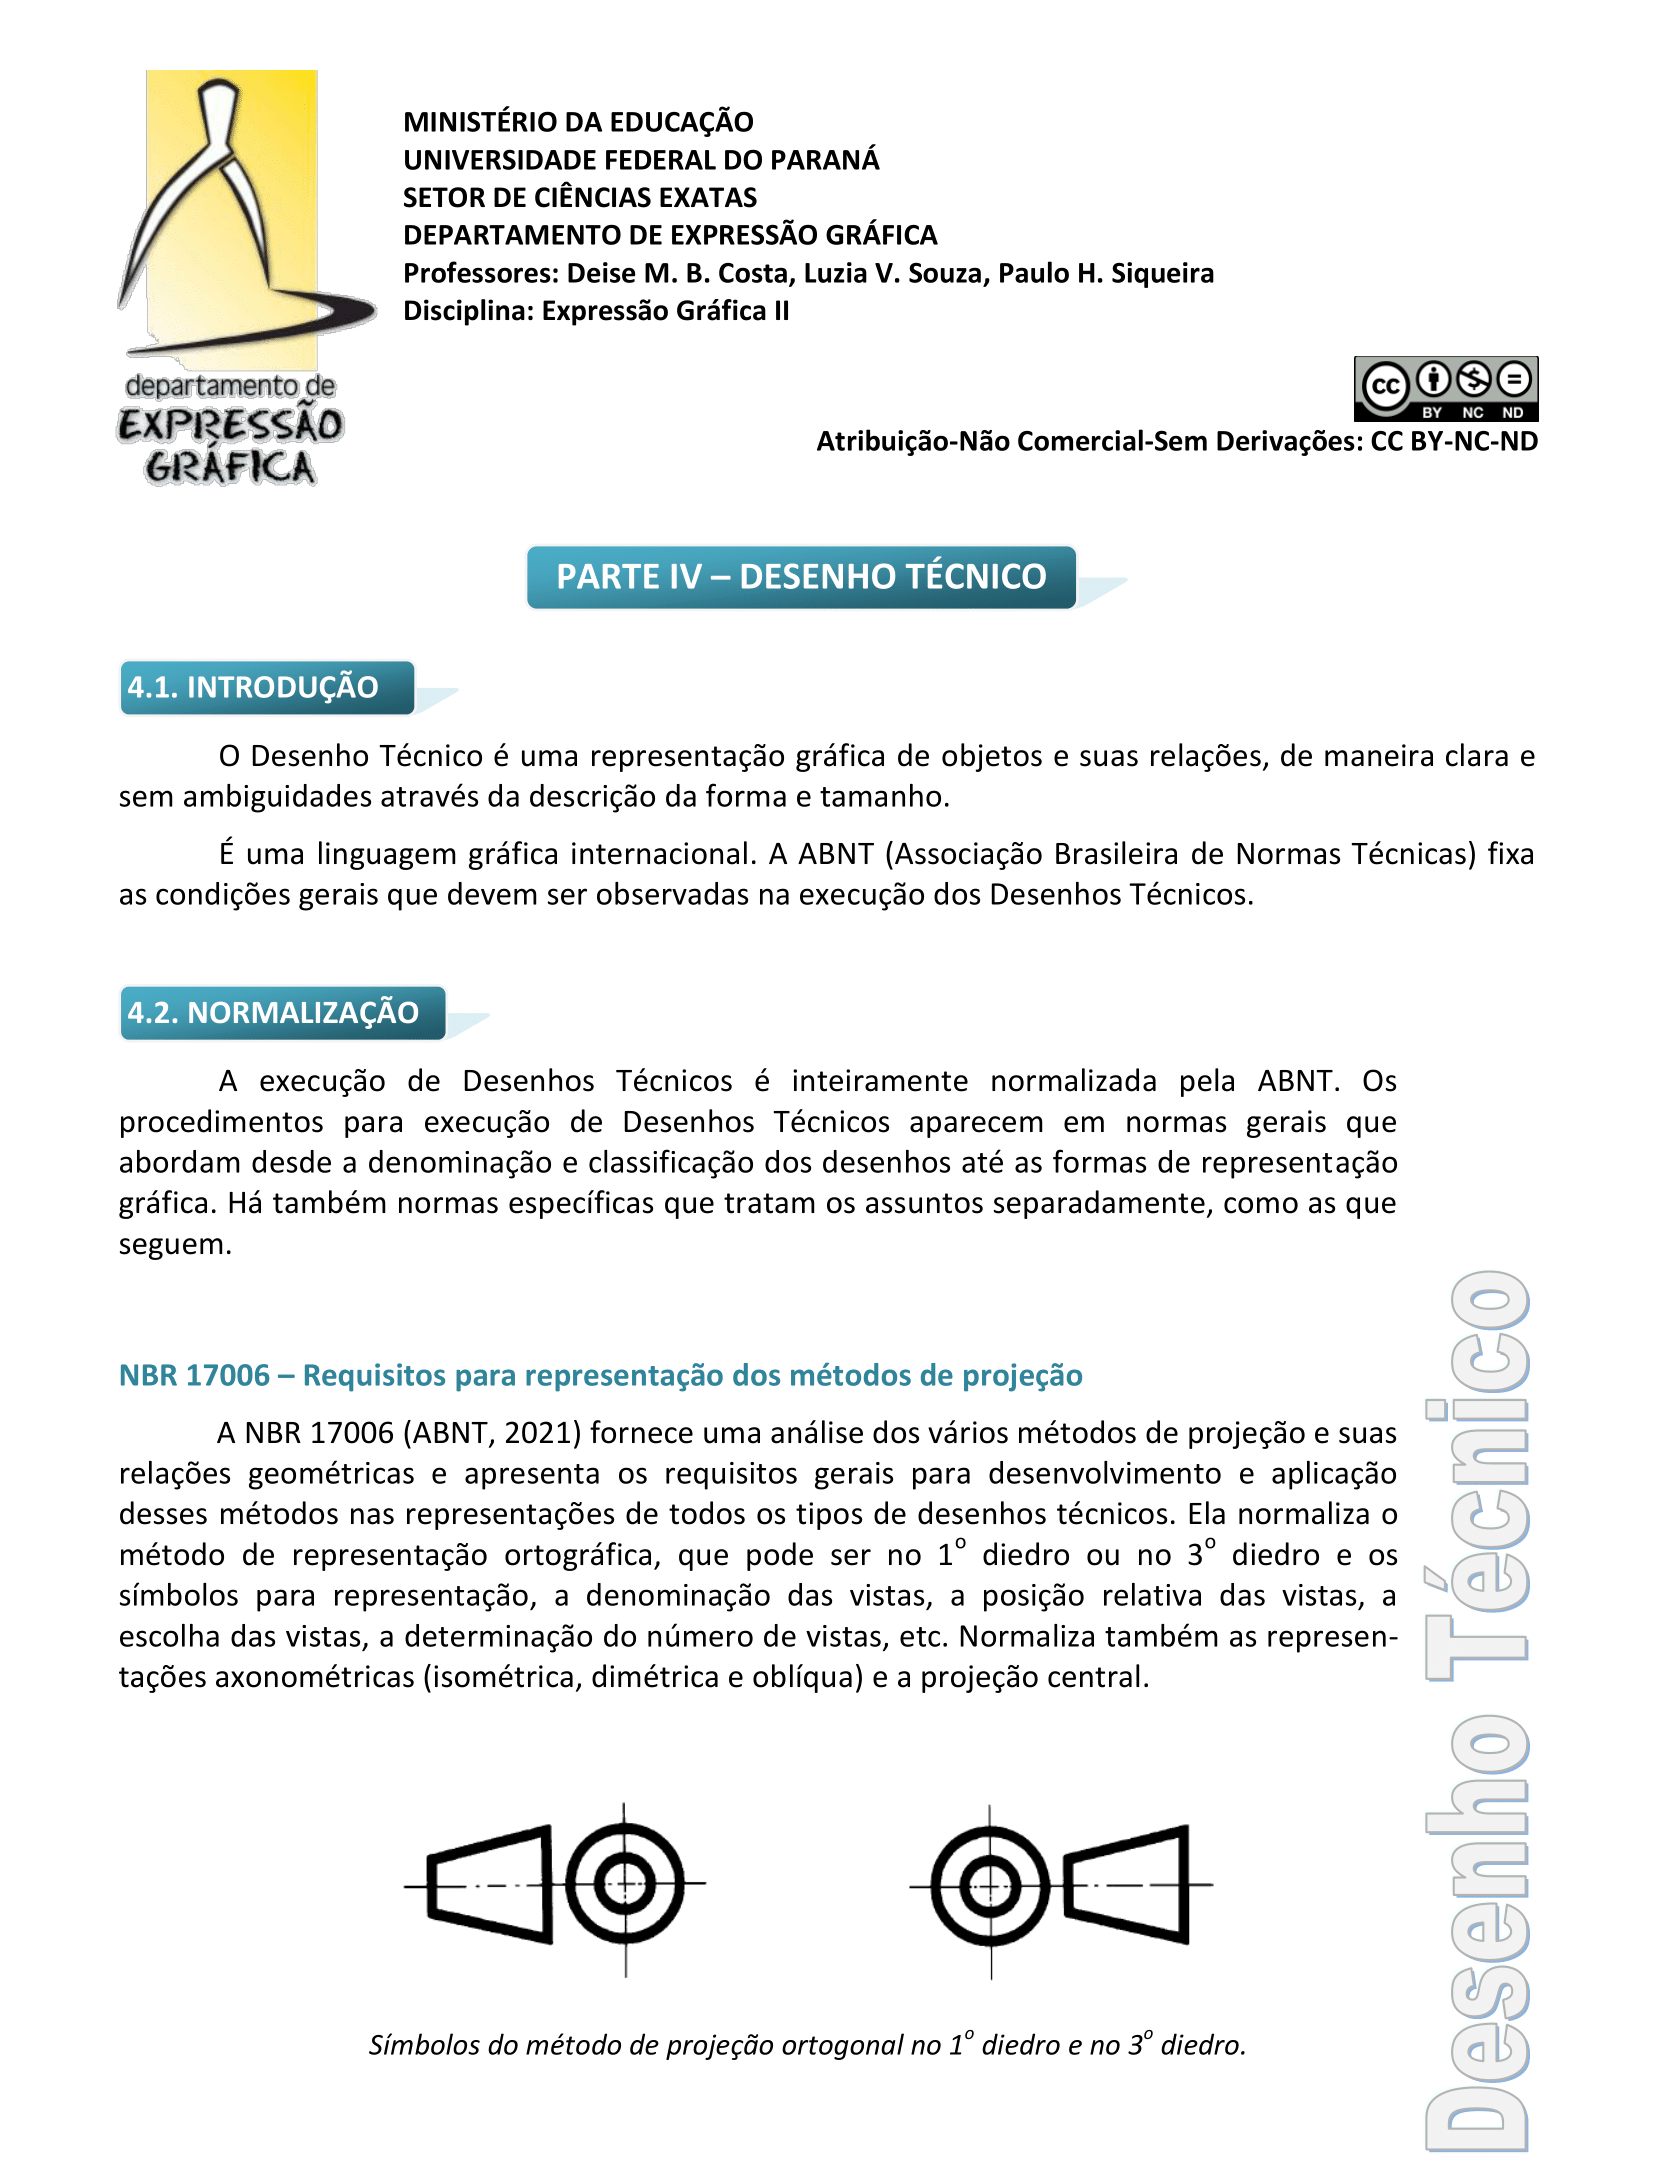 MINISTÉRIO DA EDUCAÇÃO
UNIVERSIDADE FEDERAL DO PARANÁ
SETOR DE CIÊNCIAS EXATAS
DEPARTAMENTO DE EXPRESSÃO GRÁFICA
Professores: Deise M. B. Costa, Luzia V. Souza, Paulo H. Siqueira
Disciplina: Expressão Gráfica II
departamento de
EXPRESSÃO
GRÁFICA
cc
BY NC ND
Atribuição-Não Comercial-Sem Derivações: CC BY-NC-ND
PARTE IV – DESENHO TÉCNICO
4.1. INTRODUÇÃO
O Desenho Técnico é uma representação gráfica de objetos e suas relações, de maneira clara e
sem ambiguidades através da descrição da forma e tamanho.
É uma linguagem gráfica internacional. A ABNT (Associação Brasileira de Normas Técnicas) fixa
as condições gerais que devem ser observadas na execução dos Desenhos Técnicos.
4.2. NORMALIZAÇÃO
A execução de Desenhos Técnicos é inteiramente normalizada pela ABNT. Os
procedimentos para execução de Desenhos Técnicos aparecem em normas gerais que
abordam desde a denominação e classificação dos desenhos até as formas de representação
gráfica. Há também normas específicas que tratam os assuntos separadamente, como as que
seguem.
NBR 17006 – Requisitos para representação dos métodos de projeção
A NBR 17006 (ABNT, 2021) fornece uma análise dos vários métodos de projeção e suas
relações geométricas e apresenta os requisitos gerais para desenvolvimento e aplicação
desses métodos nas representações de todos os tipos de desenhos técnicos. Ela normaliza o
método de representação ortográfica, que pode ser no 1º diedro ou no 3º diedro e os
símbolos para representação, a denominação das vistas, a posição relativa das vistas, a
escolha das vistas, a determinação do número de vistas, etc. Normaliza também as represen-
tações axonométricas (isométrica, dimétrica e oblíqua) e a projeção central.
Símbolos do método de projeção ortogonal no 1º diedro e no 3º diedro.
Desenho Técnico